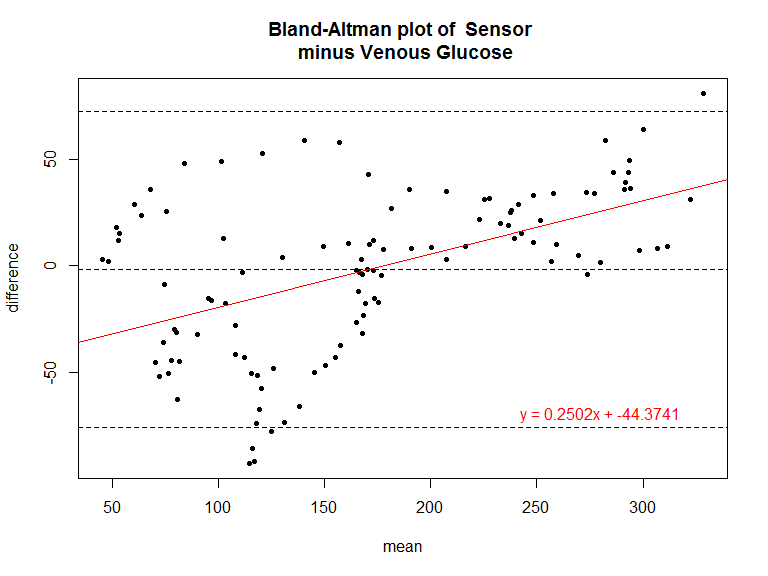 Bland-Altman plot of  Sensor
minus Venous Glucose
difference
50
0
-50
y = 0.2502x + -44.3741
50 100 150 200 250 300
mean